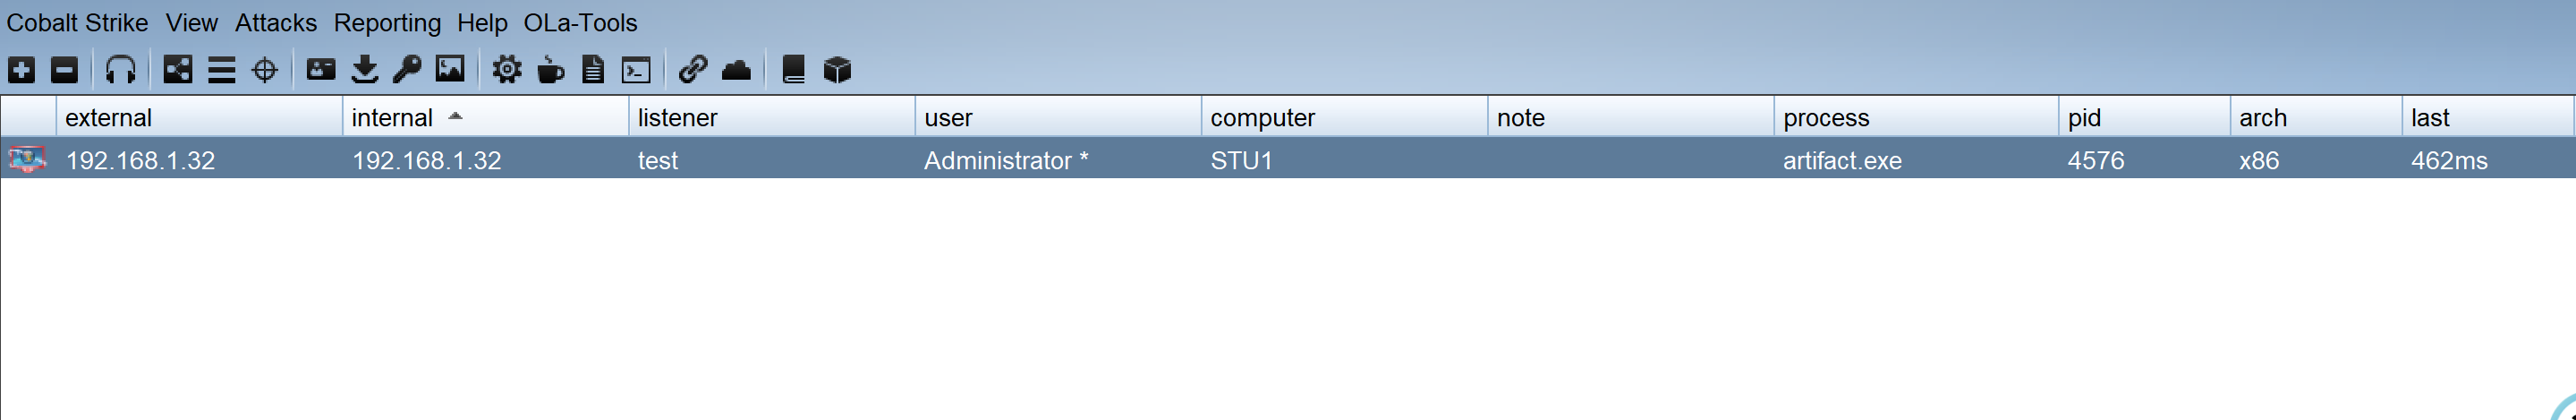 Cobalt Strike View Attacks Reporting Help OLa-Tools
external internal listener user computer note process pid arch last
192.168.1.32 192.168.1.32 test Administrator * STU1 artifact.exe 4576 x86 462ms